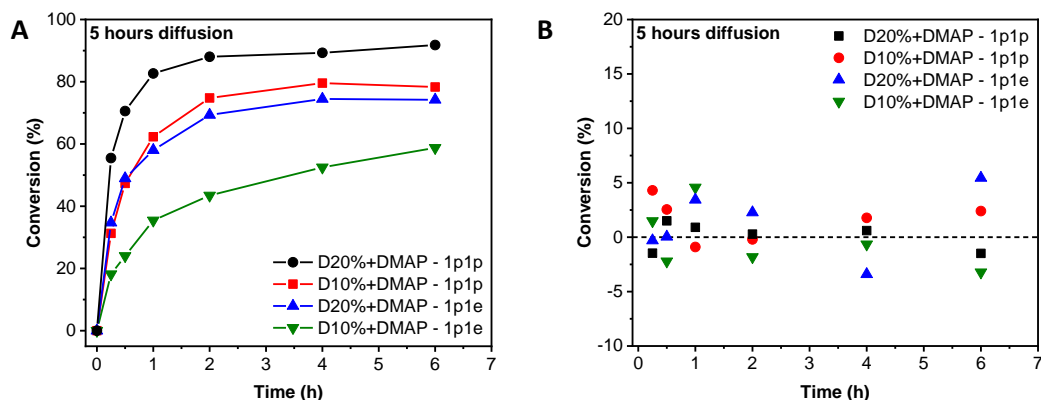 A
5 hours diffusion
100
80
60
40
20
0
Conversion (%)
D20%+DMAP - 1p1p
D10%+DMAP - 1p1p
D20%+DMAP - 1p1e
D10%+DMAP - 1p1e
0 1 2 3 4 5 6 7
Time (h)
B
5 hours diffusion
D20%+DMAP - 1p1p
D10%+DMAP - 1p1p
D20%+DMAP - 1p1e
D10%+DMAP - 1p1e
20
15
10
5
0
-5
-10
Conversion (%)
0 1 2 3 4 5 6 7
Time (h)